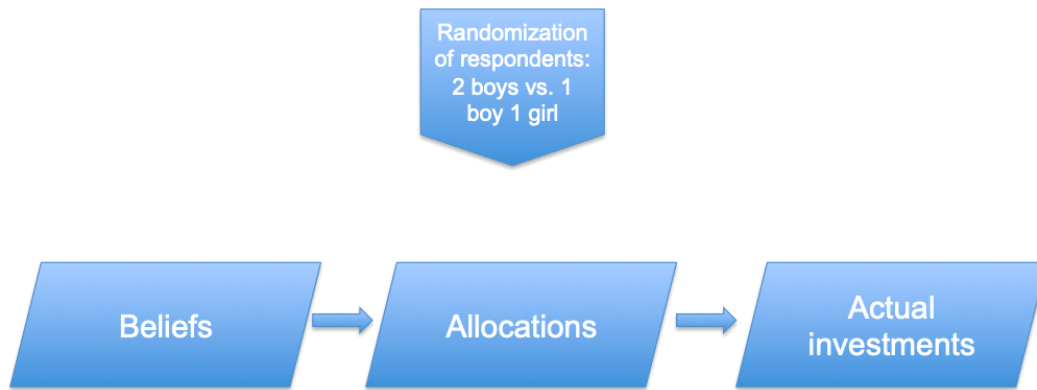 Randomization
of respondents:
2 boys vs. 1
boy 1 girl
Beliefs
Allocations
Actual
investments